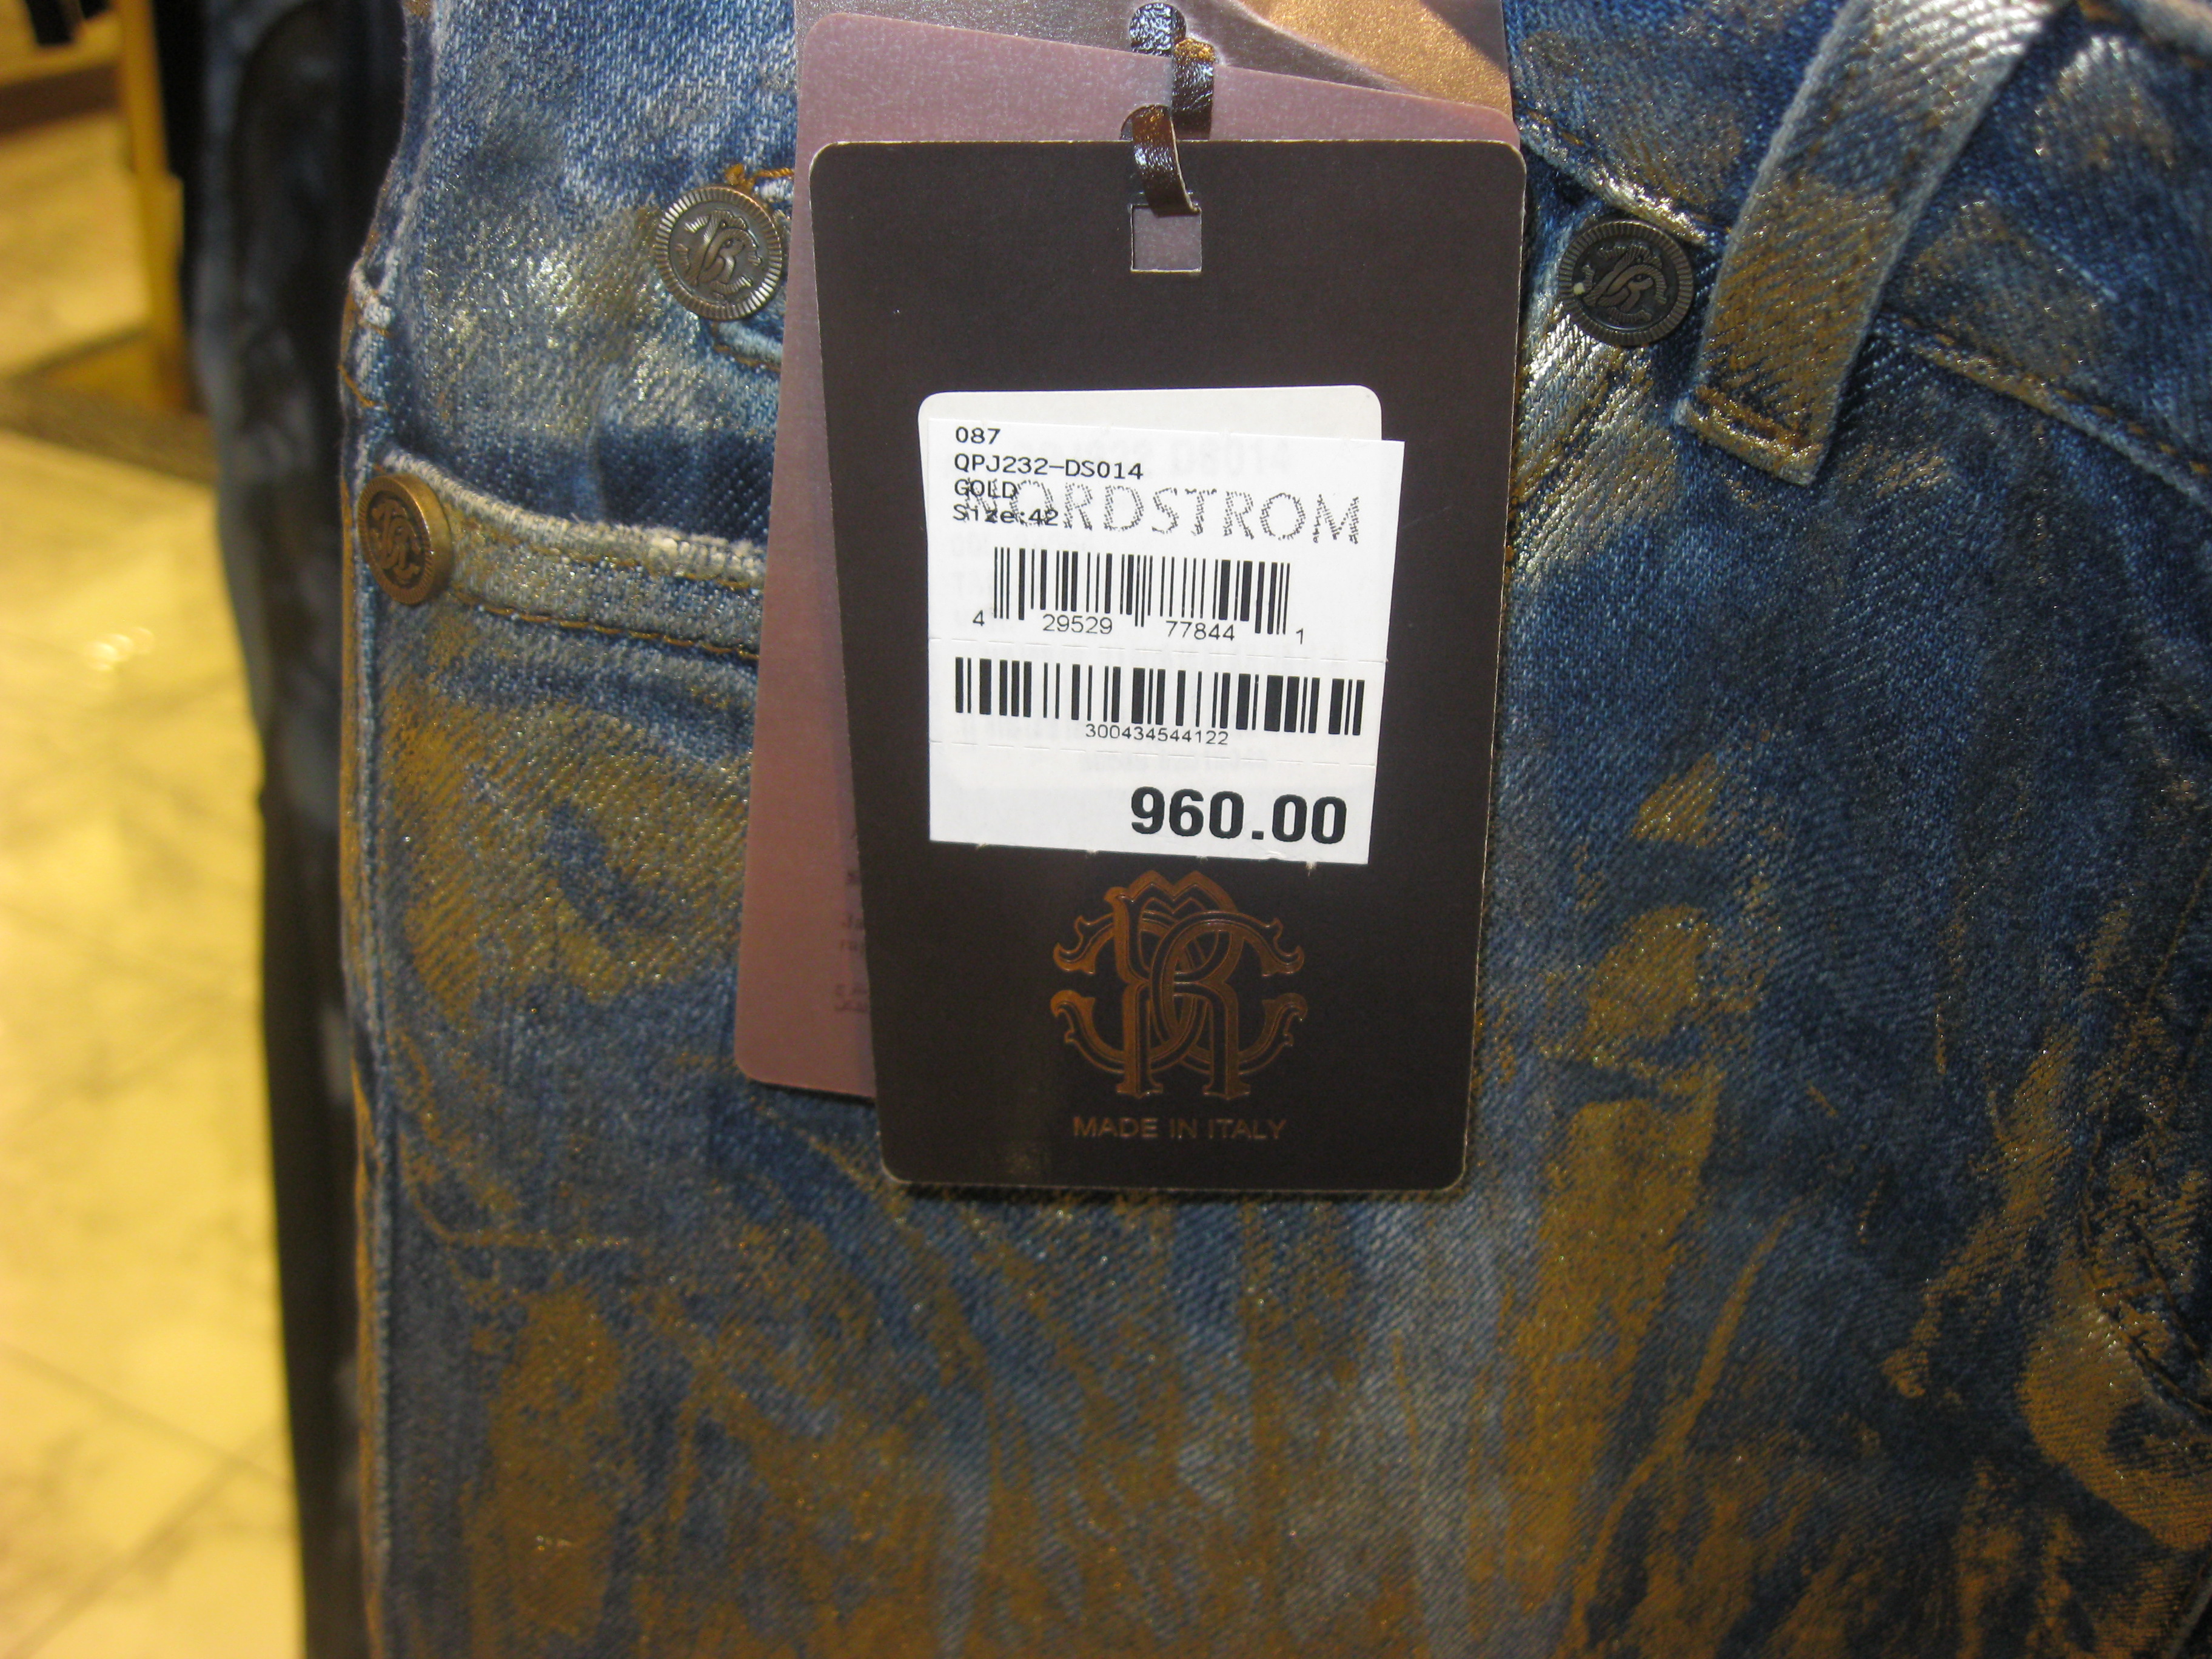 087
QPJ232-DS014
GOLD
NORDSTROM
Size:42
4 29529 77844 1
300434544122
960.00
MADE IN ITALY